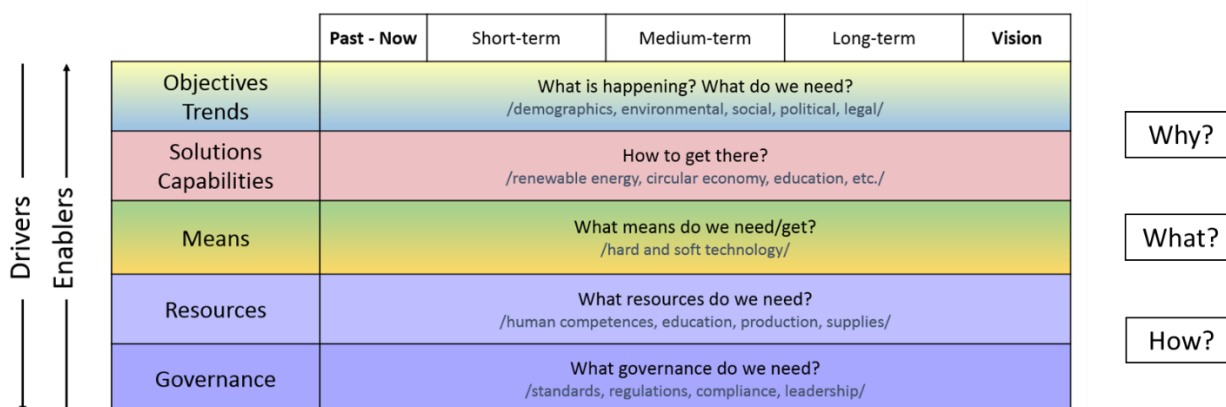 Past - Now
Short-term
Medium-term
Long-term
Vision
Drivers
Enablers
Objectives
Trends
What is happening? What do we need?
/demographics, environmental, social, political, legal/
Solutions
Capabilities
How to get there?
/renewable energy, circular economy, education, etc./
Means
What means do we need/get?
/hard and soft technology/
Resources
What resources do we need?
/human competences, education, production, supplies/
Governance
What governance do we need?
/standards, regulations, compliance, leadership/
Why?
What?
How?